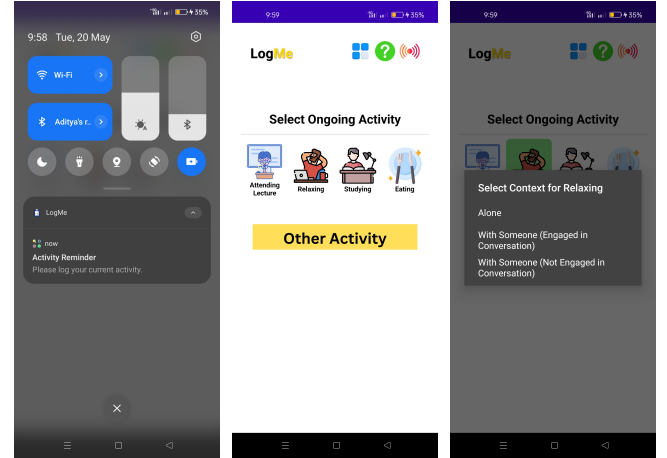 35%
9:58 Tue, 20 May
Wi-Fi
Aditya's r..
LogMe
now
Activity Reminder
Please log your current activity.
9:59
35%
LogMe
Select Ongoing Activity
Attending
Lecture
Relaxing
Studying
Eating
Other Activity
9:59
35%
LogMe
Select Ongoing Activity
Select Context for Relaxing
Alone
With Someone (Engaged in
Conversation)
With Someone (Not Engaged in
Conversation)